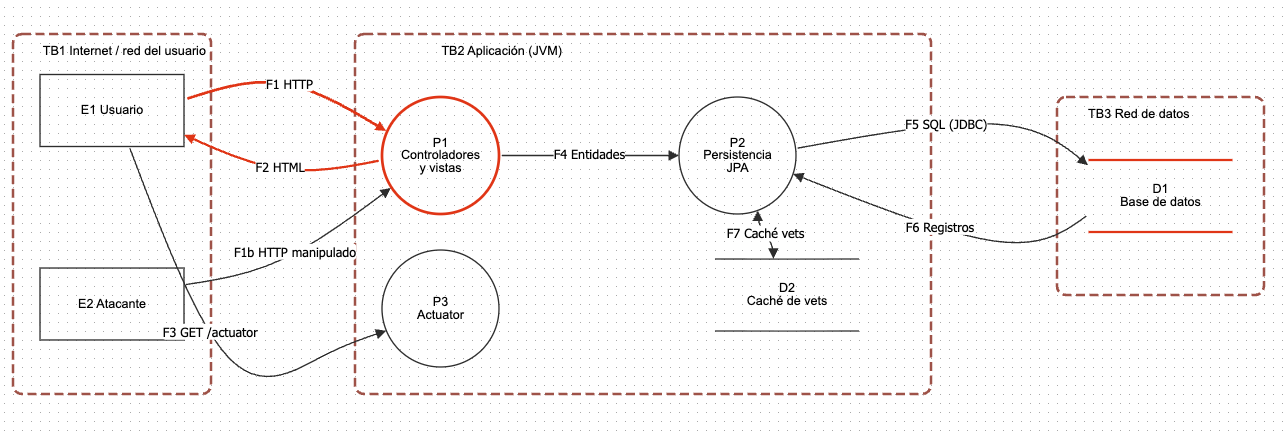 TB1 Internet / red del usuario
TB2 Aplicación (JVM)
E1 Usuario
F1 HTTP
F2 HTML
P1
Controladores
y vistas
F4 Entidades
P2
Persistencia
JPA
F5 SQL (JDBC)
TB3 Red de datos
D1
Base de datos
F6 Registros
F7 Caché vets
F1b HTTP manipulado
E2 Atacante
F3 GET /actuator
P3
Actuator
D2
Caché de vets